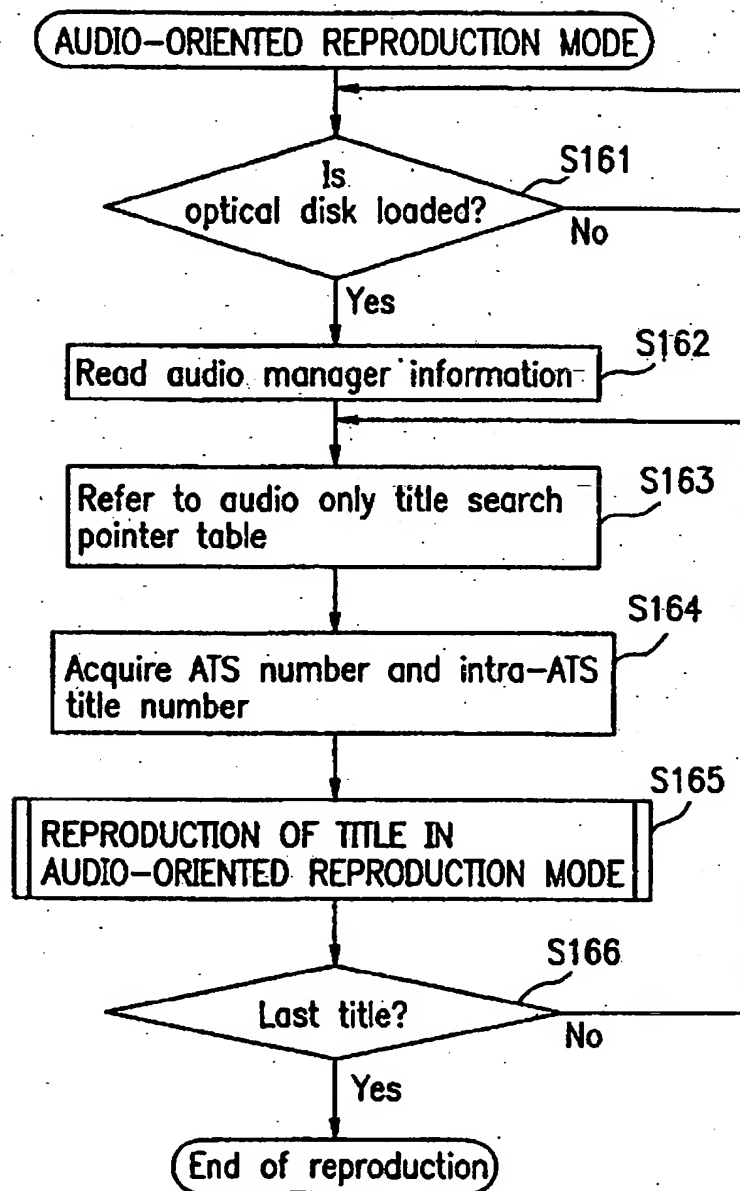 AUDIO-ORIENTED REPRODUCTION MODE
S161
Is
optical disk loaded?
No
Yes
S162
Read audio manager information
S163
Refer to audio only title search
pointer table
S164
Acquire ATS number and intra-ATS
title number
S165
REPRODUCTION OF TITLE IN
AUDIO-ORIENTED REPRODUCTION MODE
S166
Last title?
No
Yes
End of reproduction